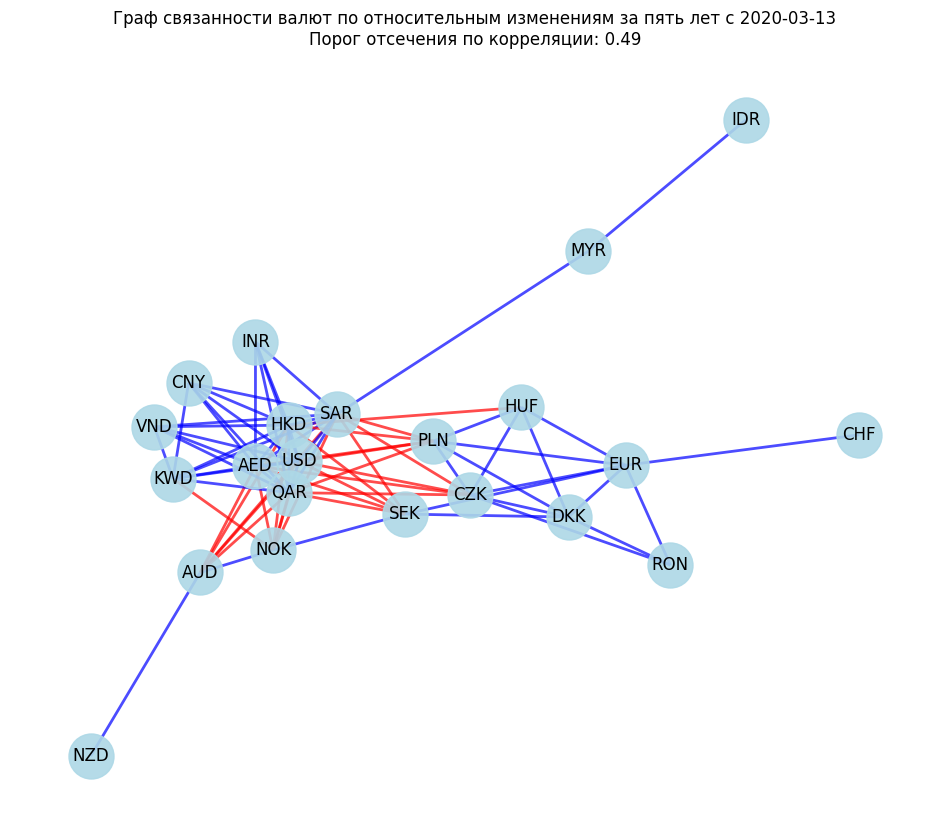 Граф связанности валют по относительным изменениям за пять лет с 2020-03-13
Порог отсечения по корреляции: 0.49
IDR
MYR
INR
CNY
HUF
SAR
HKD
VND
CHF
PLN
USD
EUR
AED
KWD
QAR
CZK
SEK
DKK
NOK
RON
AUD
NZD